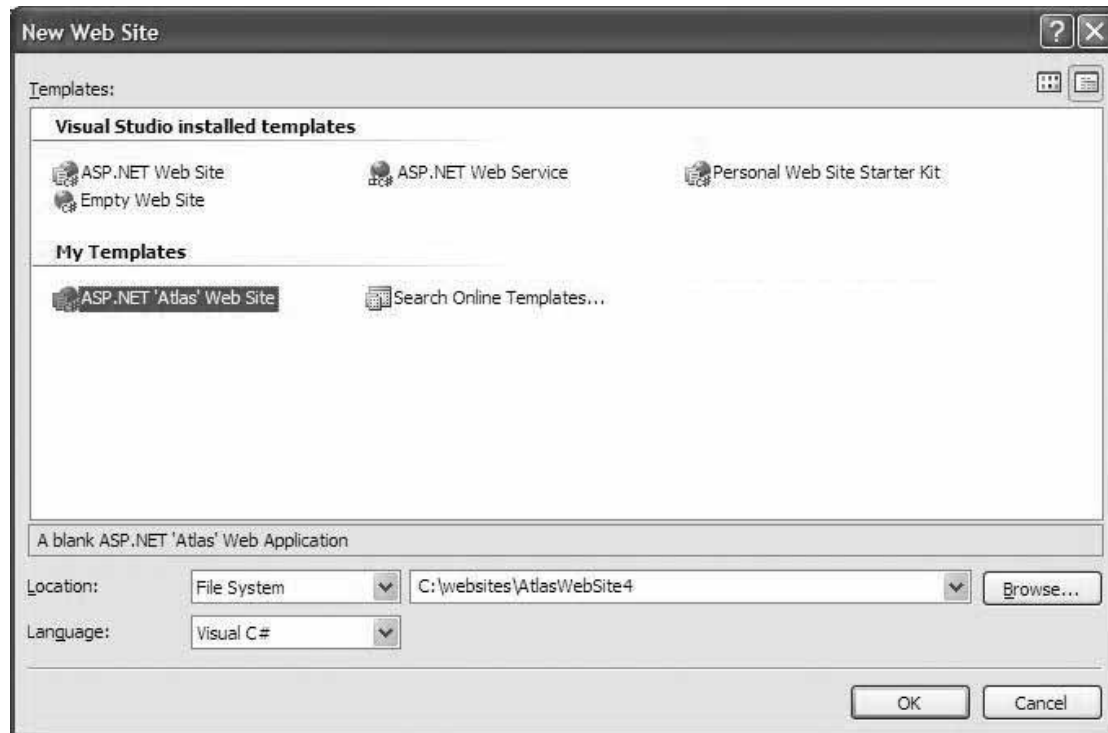 New Web Site
Templates:
Visual Studio installed templates
ASP.NET Web Site ASP.NET Web Service Personal Web Site Starter Kit
Empty Web Site
My Templates
ASP.NET 'Atlas' Web Site Search Online Templates...
A blank ASP.NET 'Atlas' Web Application
Location: File System C:\websites\AtlasWebSite4 Browse...
Language: Visual C#
OK Cancel